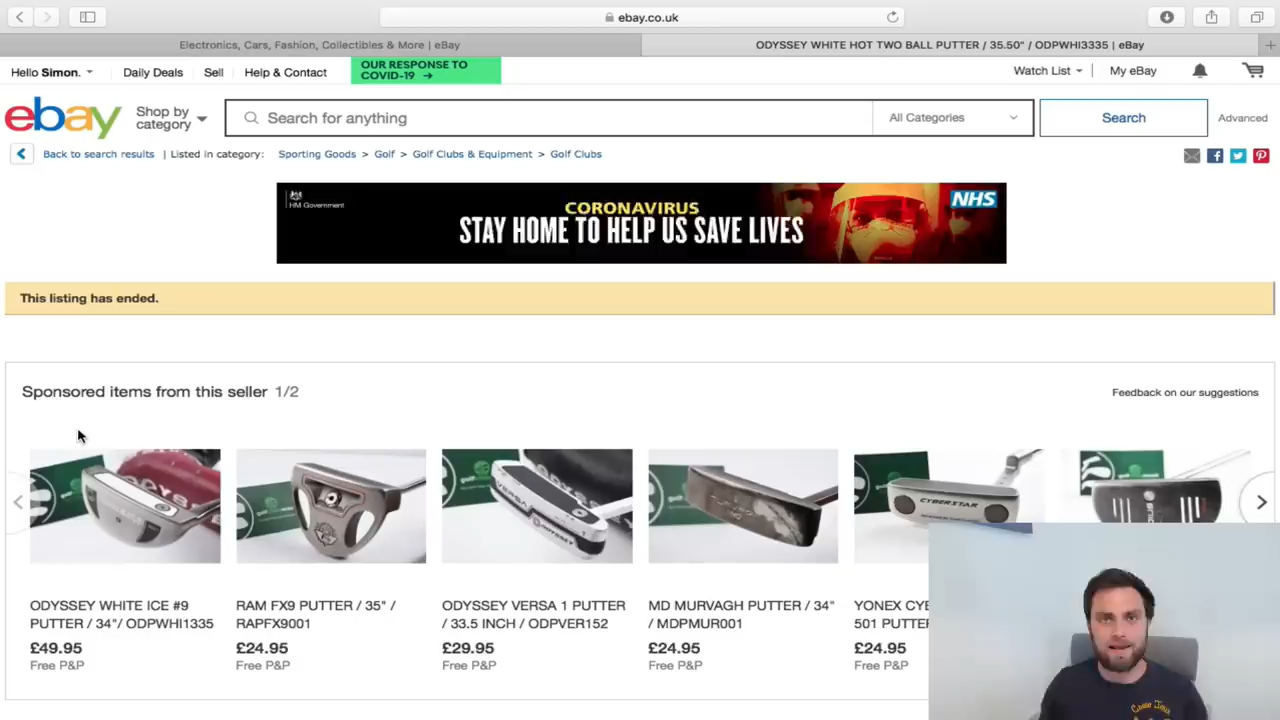 ebay.co.uk
Electronics, Cars, Fashion, Collectibles & More | eBay
ODYSSEY WHITE HOT TWO BALL PUTTER / 35.50" / ODPWHI3335 | eBay
Hello Simon.
Daily Deals
Sell
Help & Contact
OUR RESPONSE TO
COVID-19 →
Watch List
My eBay
ebay
Shop by
category
Search for anything
All Categories
Search
Advanced
Back to search results | Listed in category: Sporting Goods > Golf > Golf Clubs & Equipment > Golf Clubs
HM Government
CORONAVIRUS
STAY HOME TO HELP US SAVE LIVES
NHS
This listing has ended.
Sponsored items from this seller 1/2
Feedback on our suggestions
VERSA
CYBERSTAR
ODYSSEY WHITE ICE #9
PUTTER / 34"/ ODPWHI1335
£49.95
Free P&P
RAM FX9 PUTTER / 35" /
RAPFX9001
£24.95
Free P&P
ODYSSEY VERSA 1 PUTTER
/ 33.5 INCH / ODPVER152
£29.95
Free P&P
MD MURVAGH PUTTER / 34"
/ MDPMUR001
£24.95
Free P&P
YONEX CYE
501 PUTTER
£24.95
Free P&P